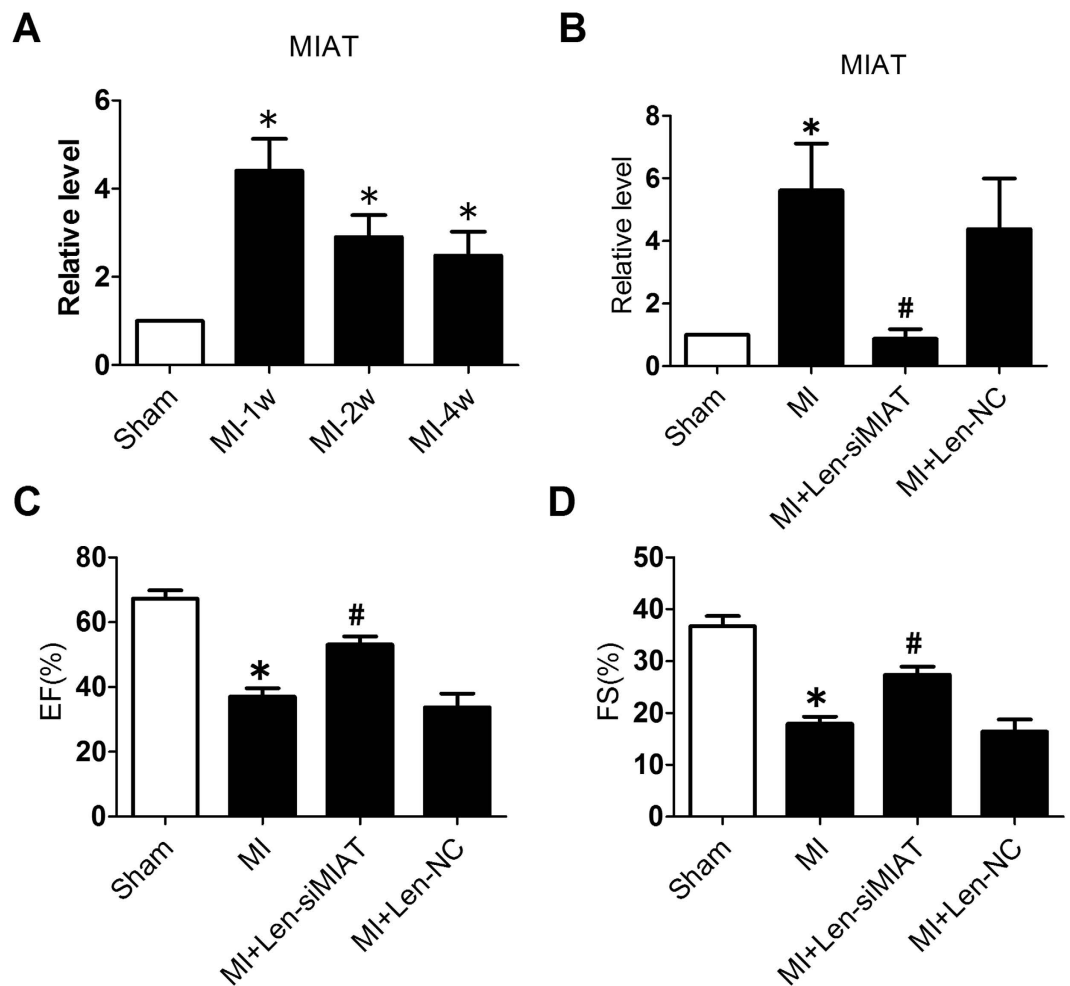 A
MIAT
Relative level
6
4
2
0
*
*
*
Sham
MI-1w
MI-2w
MI-4w
B
MIAT
Relative level
8
6
4
2
0
*
#
Sham
MI
MI+Len-siMIAT
MI+Len-NC
C
EF(%)
80
60
40
20
0
*
#
Sham
MI
MI+Len-siMIAT
MI+Len-NC
D
FS(%)
50
40
30
20
10
0
*
#
Sham
MI
MI+Len-siMIAT
MI+Len-NC